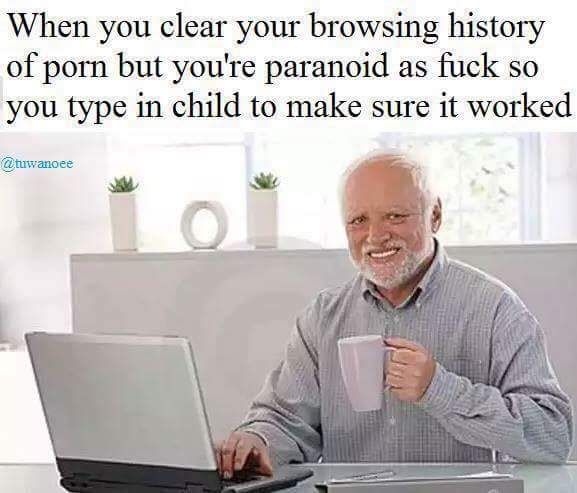 When you clear your browsing history
of porn but you're paranoid as fuck so
you type in child to make sure it worked
@tuwanoee